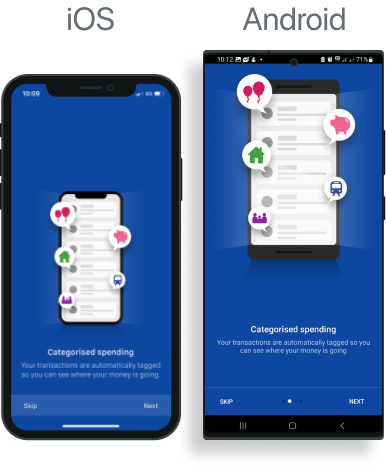 iOS
Android
10:09
4G
10:12
71%
Categorised spending
Your transactions are automatically tagged
so you can see where your money is going.
Skip
Next
Categorised spending
Your transactions are automatically tagged so you
can see where your money is going
SKIP
NEXT